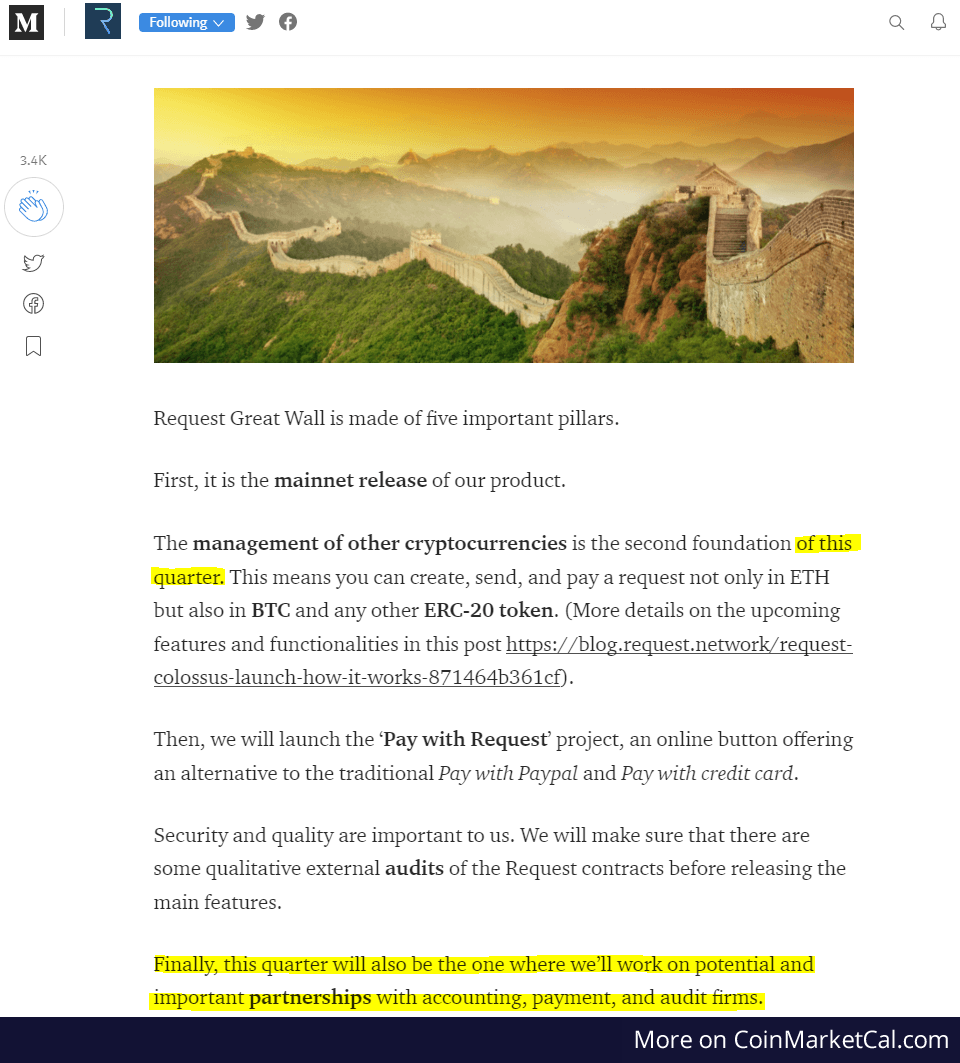 M
Following
3.4K
Request Great Wall is made of five important pillars.
First, it is the mainnet release of our product.
The management of other cryptocurrencies is the second foundation of this
quarter. This means you can create, send, and pay a request not only in ETH
but also in BTC and any other ERC-20 token. (More details on the upcoming
features and functionalities in this post https://blog.request.network/request-
colossus-launch-how-it-works-871464b361cf).
Then, we will launch the ‘Pay with Request’ project, an online button offering
an alternative to the traditional Pay with Paypal and Pay with credit card.
Security and quality are important to us. We will make sure that there are
some qualitative external audits of the Request contracts before releasing the
main features.
Finally, this quarter will also be the one where we’ll work on potential and
important partnerships with accounting, payment, and audit firms.
More on CoinMarketCal.com